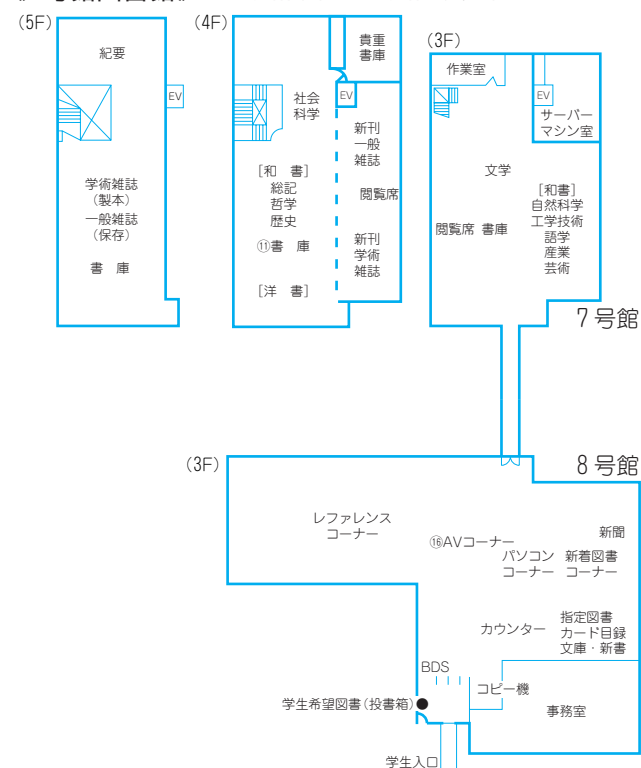 (5F)
紀要
EV
学術雑誌
(製本)
一般雑誌
(保存)
書 庫
(4F)
貴重
書庫
EV
社会
科学
新刊
一般
雑誌
[和 書]
総記
哲学
歴史
閲覧席
⑪書 庫
新刊
学術
雑誌
[洋 書]
(3F)
作業室
EV
サーバー
マシン室
文学
[和書]
自然科学
工学技術
語学
産業
芸術
閲覧席 書庫
7号館
(3F)
8号館
レファレンス
コーナー
⑯AVコーナー
新聞
パソコン
コーナー
新着図書
コーナー
カウンター
指定図書
カード目録
文庫・新書
BDS
コピー機
学生希望図書(投書箱)
事務室
学生入口